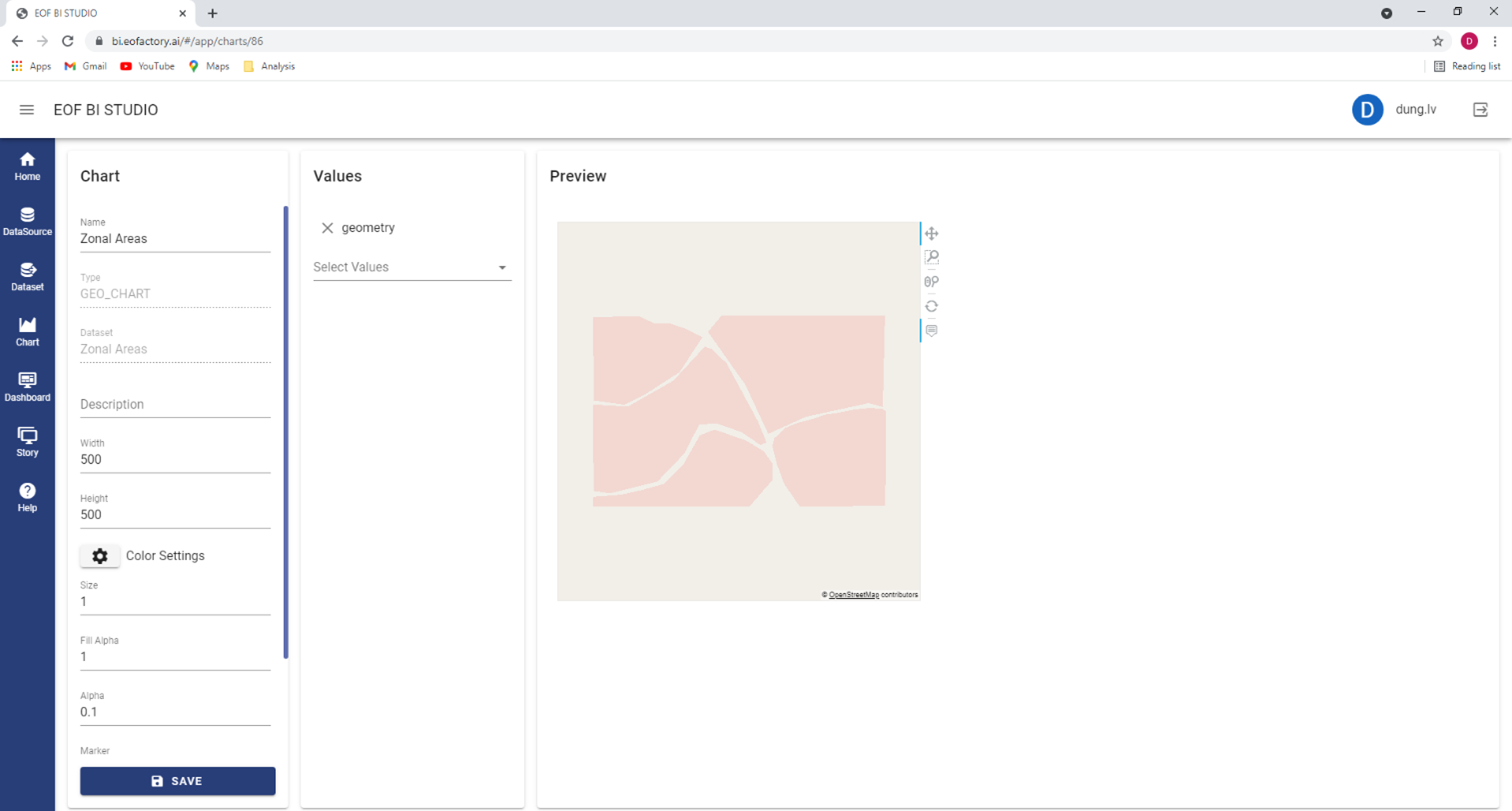 EOF BI STUDIO
bi.eofactory.ai/#/app/charts/86
D
Apps Gmail YouTube Maps Analysis Reading list
EOF BI STUDIO
D dung.lv
Home
DataSource
Dataset
Chart
Dashboard
Story
Help
Chart
Name
Zonal Areas
Type
GEO_CHART
Dataset
Zonal Areas
Description
Width
500
Height
500
Color Settings
Size
1
Fill Alpha
1
Alpha
0.1
Marker
SAVE
Values
geometry
Select Values
Preview
© OpenStreetMap contributors